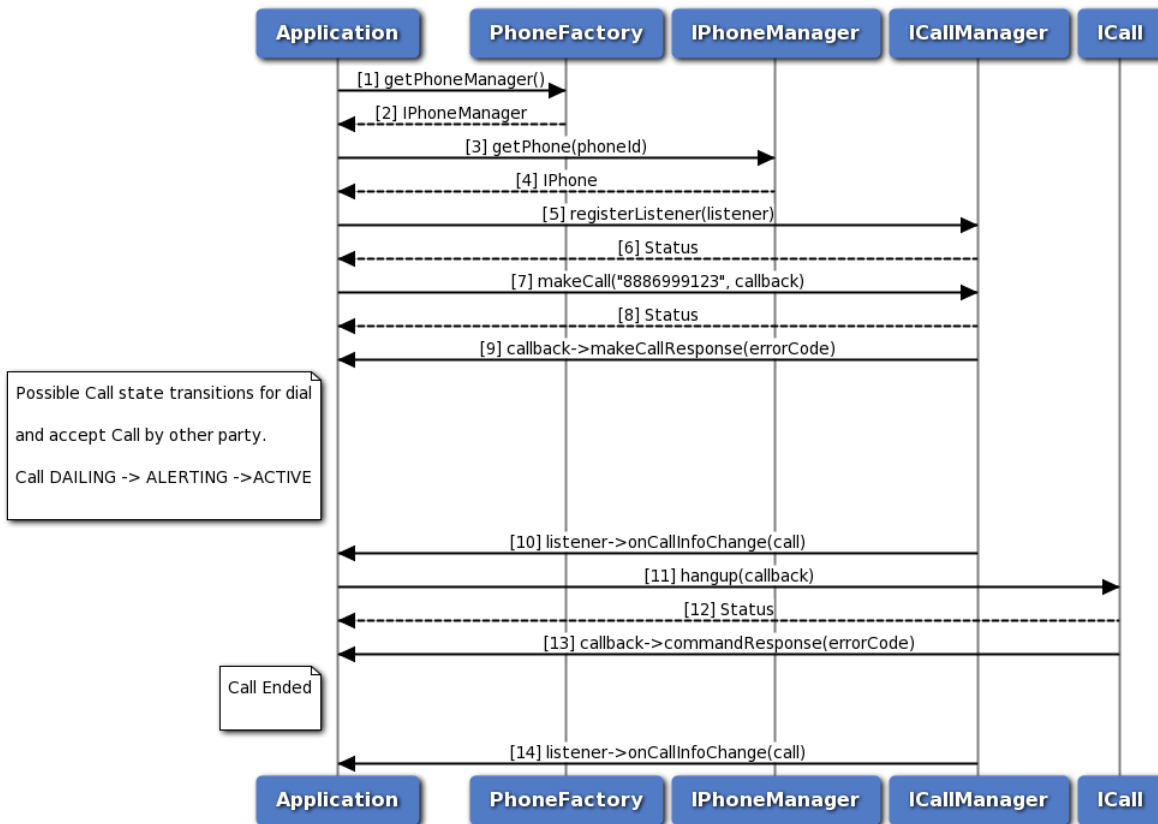 Application
PhoneFactory
IPhoneManager
ICallManager
ICall
[1] getPhoneManager()
[2] IPhoneManager
[3] getPhone(phoneId)
[4] IPhone
[5] registerListener(listener)
[6] Status
[7] makeCall("8886999123", callback)
[8] Status
[9] callback->makeCallResponse(errorCode)
Possible Call state transitions for dial
and accept Call by other party.
Call DAILING -> ALERTING ->ACTIVE
[10] listener->onCallInfoChange(call)
[11] hangup(callback)
[12] Status
[13] callback->commandResponse(errorCode)
Call Ended
[14] listener->onCallInfoChange(call)
Application
PhoneFactory
IPhoneManager
ICallManager
ICall